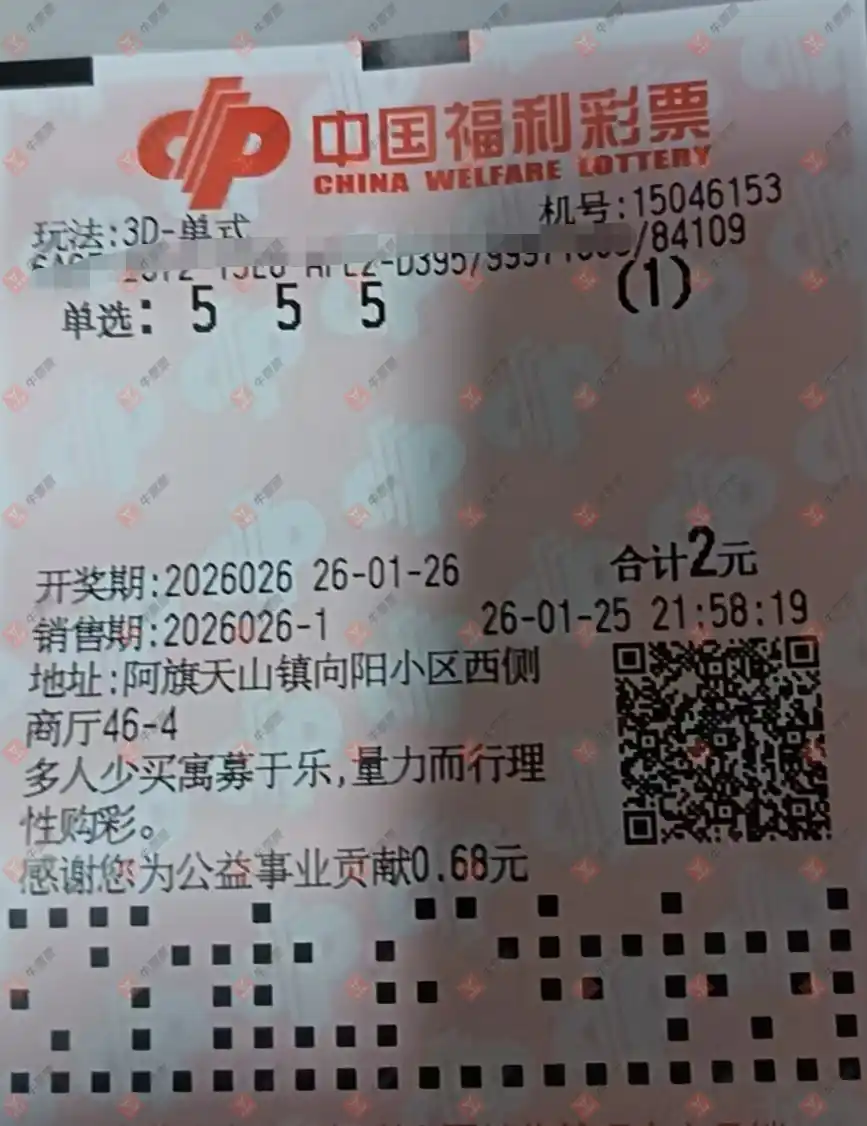 中国福利彩票
CHINA WELFARE LOTTERY
玩法:3D-单式
机号:15046153
/84109
单选: 5 5 5 (1)
开奖期:2026026 26-01-26 合计2元
销售期:2026026-1 26-01-25 21:58:19
地址:阿旗天山镇向阳小区西侧
商厅46-4
多人少买寓募于乐,量力而行理
性购彩。
感谢您为公益事业贡献0.68元